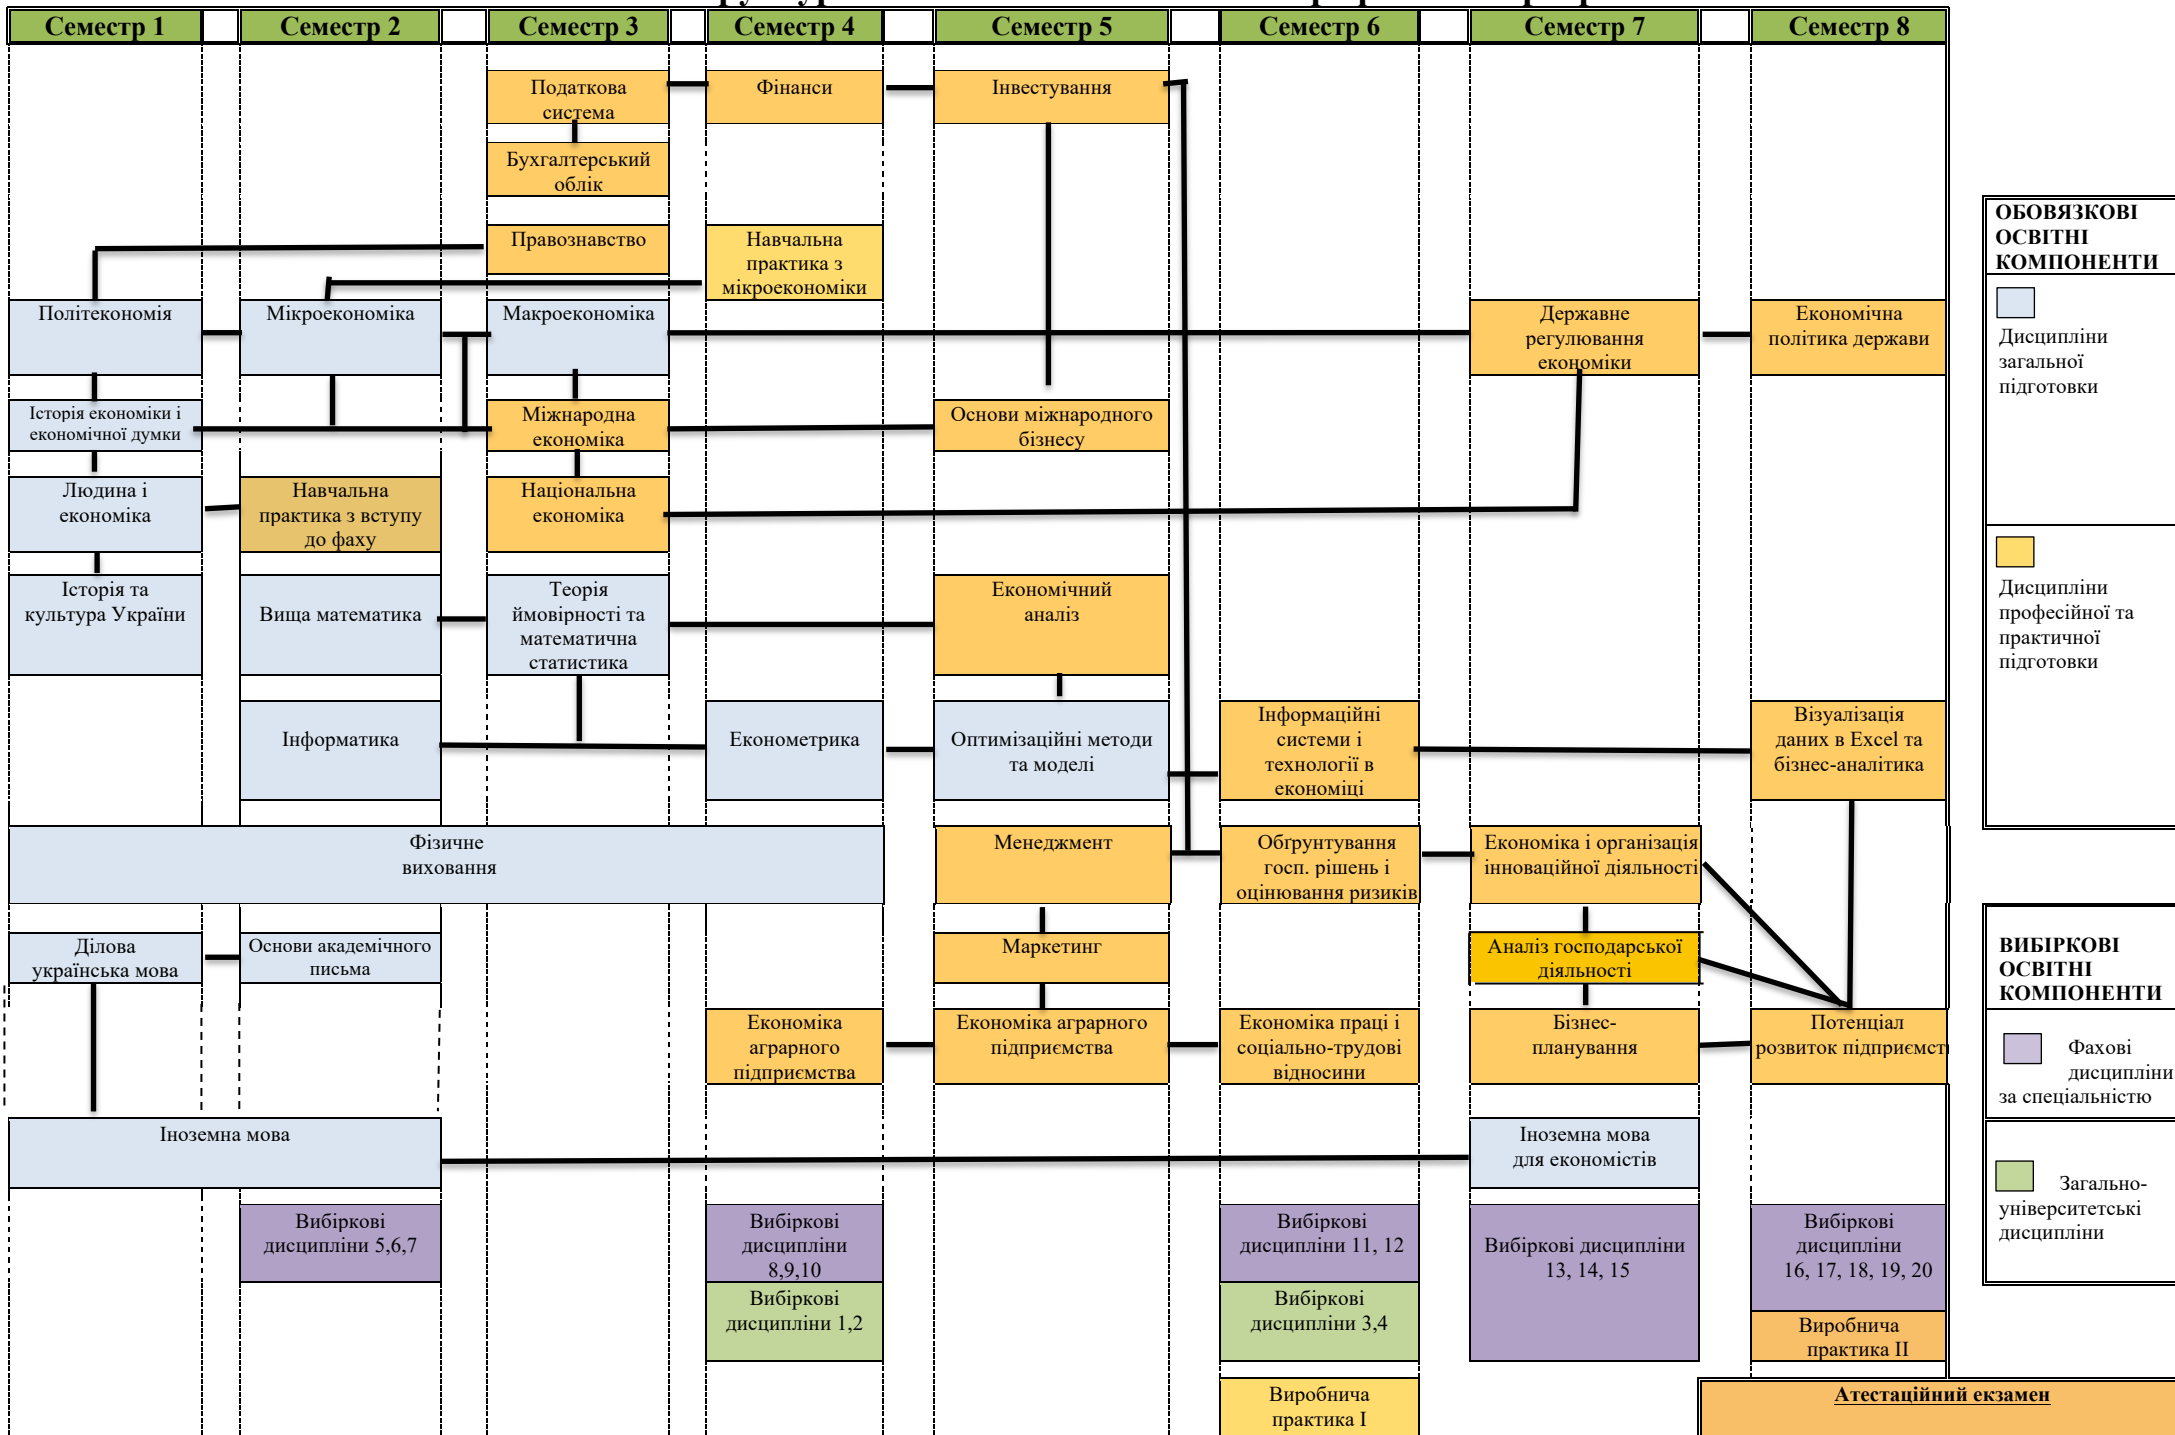 Семестр 1
Семестр 2
Семестр 3
Семестр 4
Семестр 5
Семестр 6
Семестр 7
Семестр 8
Податкова
система
Фінанси
Інвестування
Бухгалтерський
облік
Правознавство
Навчальна
практика з
мікроекономіки
Політекономія
Мікроекономіка
Макроекономіка
Державне
регулювання
економіки
Економічна
політика держави
Історія економіки і
економічної думки
Міжнародна
економіка
Основи міжнародного
бізнесу
Людина і
економіка
Навчальна
практика з вступу
до фаху
Національна
економіка
Історія та
культура України
Вища математика
Теорія
ймовірності та
математична
статистика
Економічний
аналіз
Інформатика
Економетрика
Оптимізаційні методи
та моделі
Інформаційні
системи і
технології в
економіці
Візуалізація
даних в Excel та
бізнес-аналітика
Фізичне
виховання
Менеджмент
Обґрунтування
госп. рішень і
оцінювання ризиків
Економіка і організація
інноваційної діяльності
Ділова
українська мова
Основи академічного
письма
Маркетинг
Аналіз господарської
діяльності
Економіка
аграрного
підприємства
Економіка аграрного
підприємства
Економіка праці і
соціально-трудові
відносини
Бізнес-
планування
Потенціал
розвиток підприємст
Іноземна мова
Іноземна мова
для економістів
Вибіркові
дисципліни 5,6,7
Вибіркові
дисципліни
8,9,10
Вибіркові
дисципліни 11, 12
Вибіркові дисципліни
13, 14, 15
Вибіркові
дисципліни
16, 17, 18, 19, 20
Вибіркові
дисципліни 1,2
Вибіркові
дисципліни 3,4
Виробнича
практика ІІ
Виробнича
практика І
Атестаційний екзамен
ОБОВЯЗКОВІ
ОСВІТНІ
КОМПОНЕНТИ
Дисципліни
загальної
підготовки
Дисципліни
професійної та
практичної
підготовки
ВИБІРКОВІ
ОСВІТНІ
КОМПОНЕНТИ
Фахові
дисципліни
за спеціальністю
Загально-
університетські
дисципліни